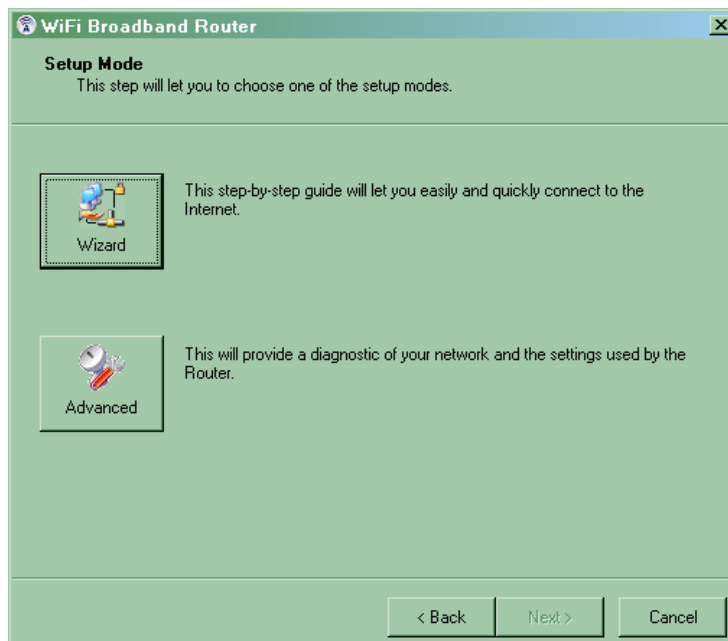 WiFi Broadband Router
Setup Mode
This step will let you to choose one of the setup modes.
This step-by-step guide will let you easily and quickly connect to the
Internet.
Wizard
This will provide a diagnostic of your network and the settings used by the
Router.
Advanced
< Back
Next >
Cancel